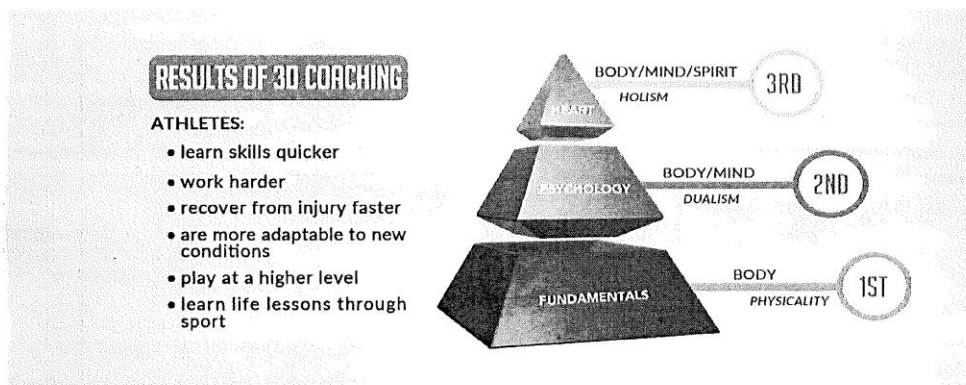 RESULTS OF 3D COACHING
ATHLETES:
• learn skills quicker
• work harder
• recover from injury faster
• are more adaptable to new
conditions
• play at a higher level
• learn life lessons through
sport
HEART
BODY/MIND/SPIRIT
HOLISM
3RD
PSYCHOLOGY
BODY/MIND
DUALISM
2ND
FUNDAMENTALS
BODY
PHYSICALITY
1ST